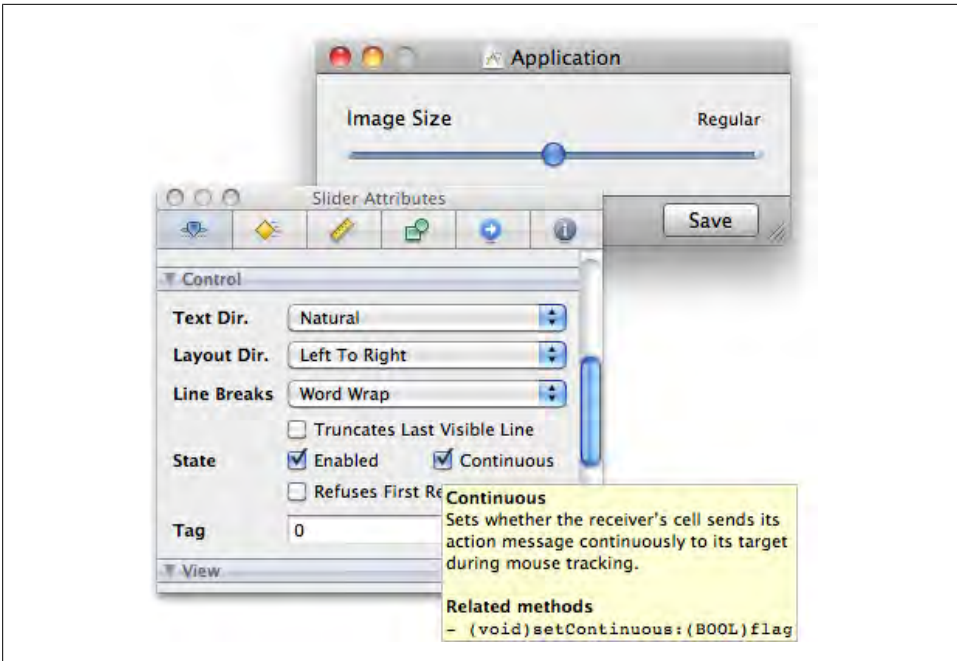 Application
Image Size Regular
Save
Slider Attributes
Control
Text Dir. Natural
Layout Dir. Left To Right
Line Breaks Word Wrap
Truncates Last Visible Line
State Enabled Continuous
Refuses First
Tag 0
View
Continuous
Sets whether the receiver's cell sends its
action message continuously to its target
during mouse tracking.
Related methods
- (void)setContinuous:(BOOL)flag